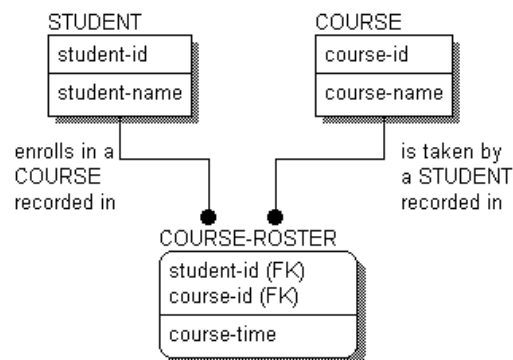 STUDENT
student-id
student-name
COURSE
course-id
course-name
enrolls in a
COURSE
recorded in
is taken by
a STUDENT
recorded in
COURSE-ROSTER
student-id (FK)
course-id (FK)
course-time